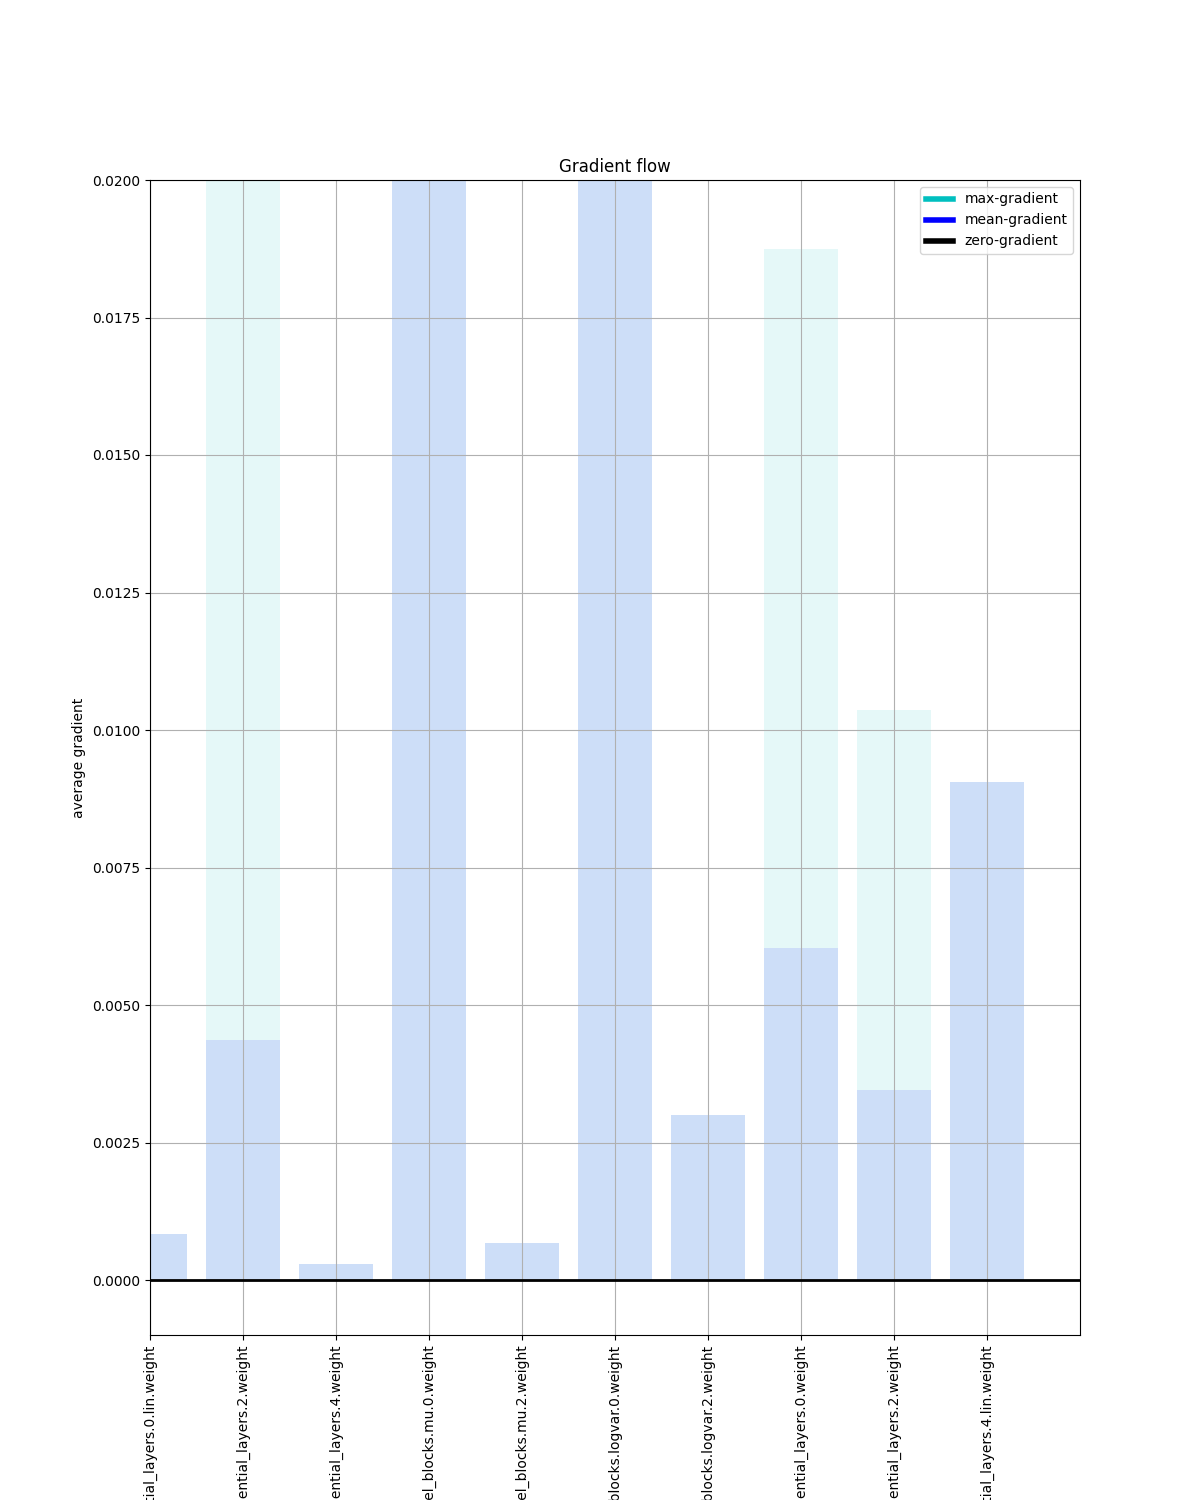 Gradient flow
max-gradient
mean-gradient
zero-gradient
0.0200
0.0175
0.0150
0.0125
0.0100
0.0075
0.0050
0.0025
0.0000
average gradient
tial_layers.0.lin.weight
ential_layers.2.weight
ential_layers.4.weight
el_blocks.mu.0.weight
el_blocks.mu.2.weight
blocks.logvar.0.weight
blocks.logvar.2.weight
ential_layers.0.weight
ential_layers.2.weight
tial_layers.4.lin.weight